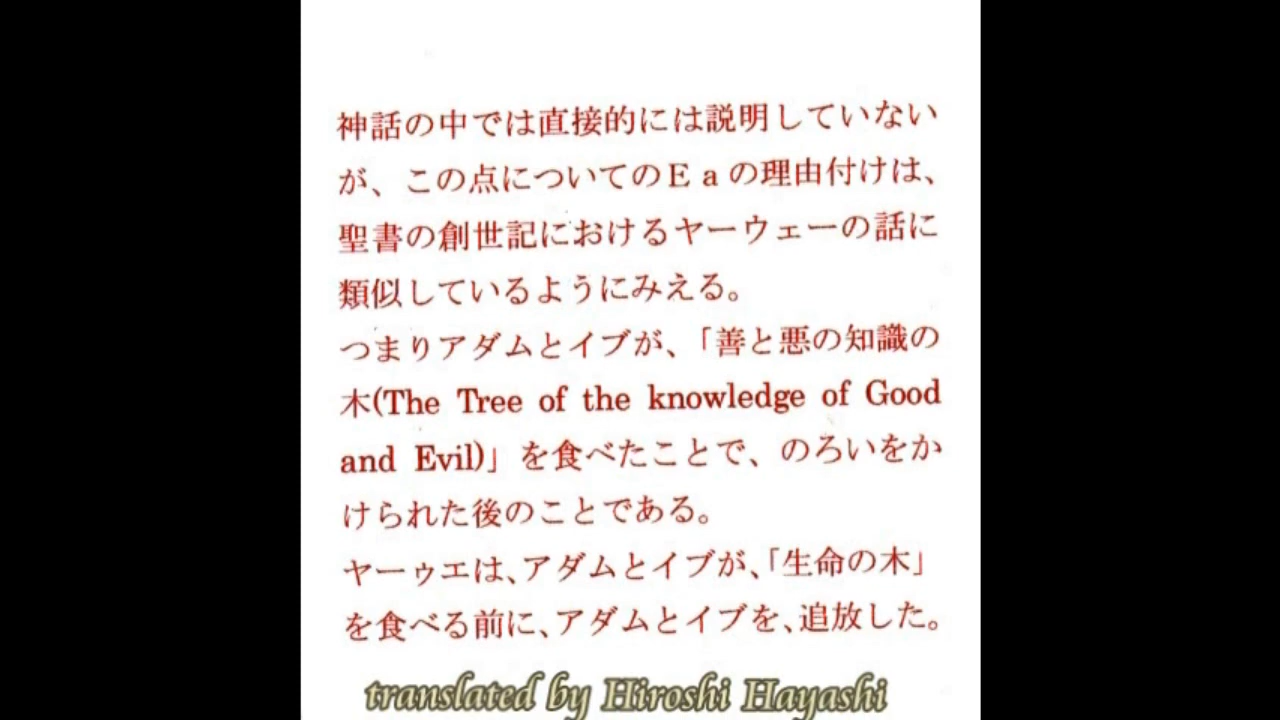 神話の中では直接的には説明していない
が、この点についてのＥａの理由付けは、
聖書の創世記におけるヤーウェーの話に
類似しているようにみえる。
つまりアダムとイブが、「善と悪の知識の
木(The Tree of the knowledge of Good
and Evil)」を食べたことで、のろいをか
けられた後のことである。
ヤーゥエは、アダムとイブが、「生命の木」
を食べる前に、アダムとイブを、追放した。
translated by Hiroshi Hayashi